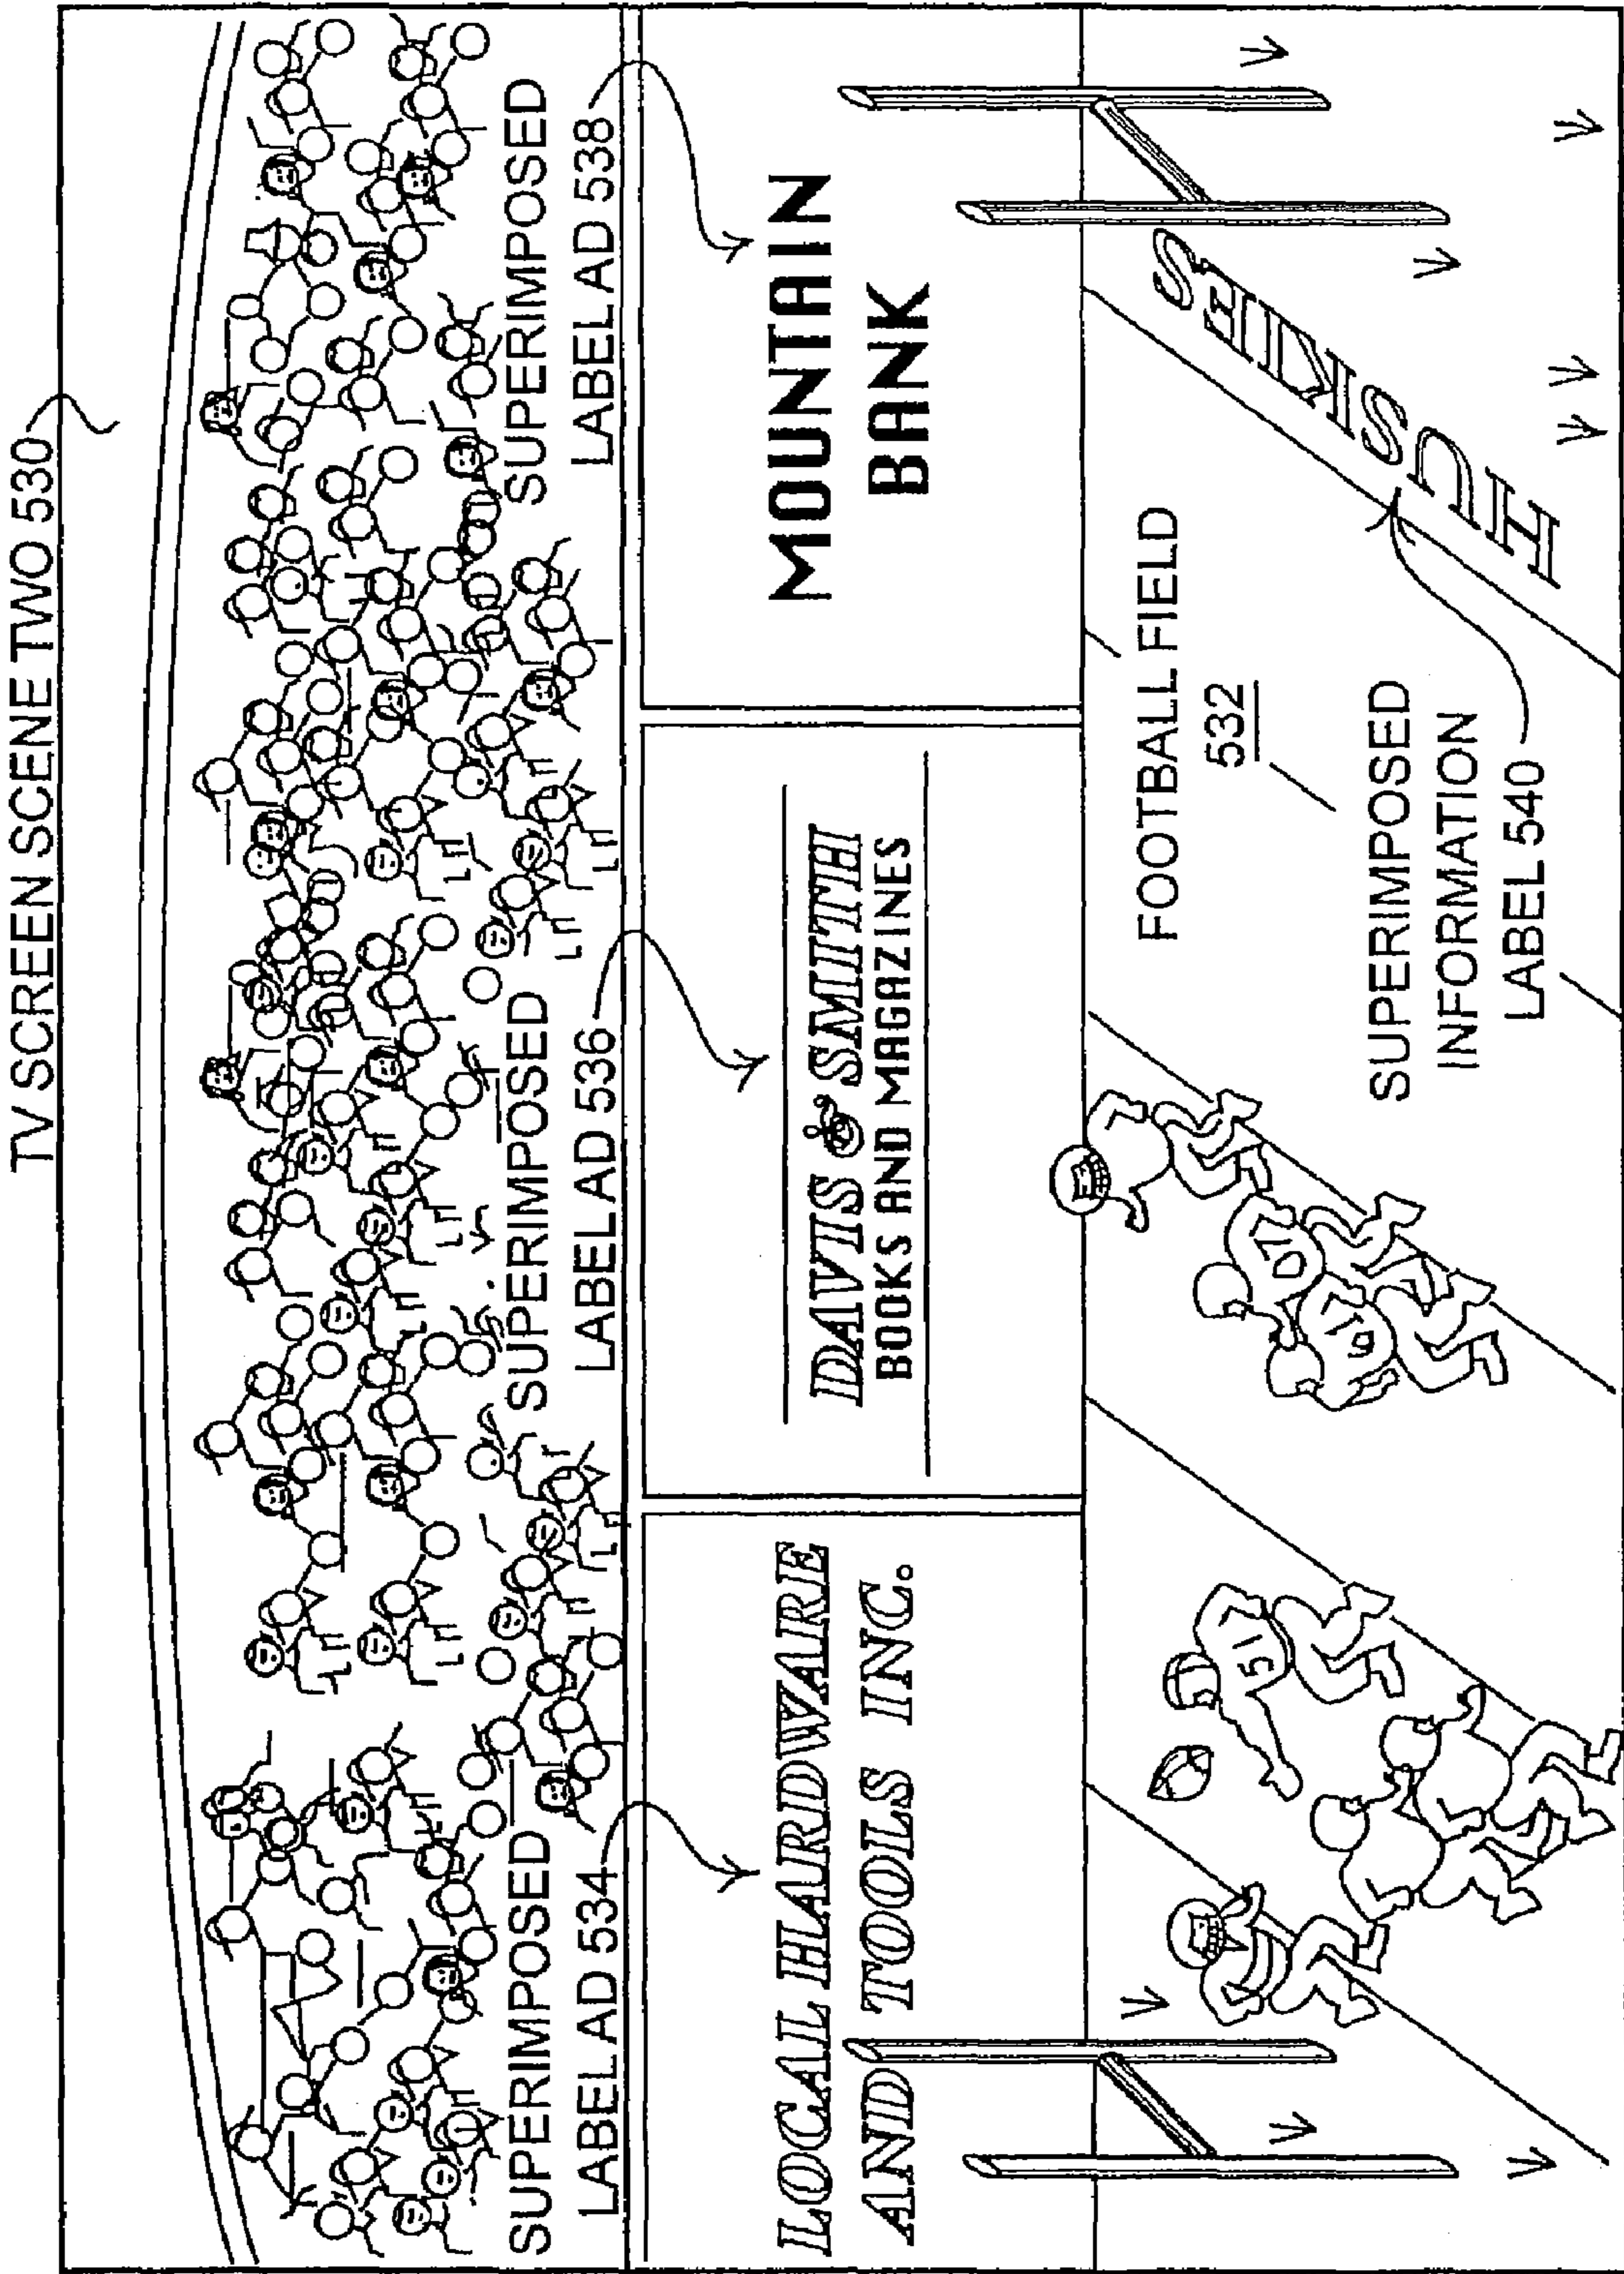 TV SCREEN SCENE TWO 530
SUPERIMPOSED
LABEL AD 534
SUPERIMPOSED
LABEL AD 536
SUPERIMPOSED
LABEL AD 538
LOCAL HARDWARE
AND TOOLS INC.
DAVIS & SMITH
BOOKS AND MAGAZINES
MOUNTAIN
BANK
FOOTBALL FIELD
532
SUPERIMPOSED
INFORMATION
LABEL 540
HUSKIES
51